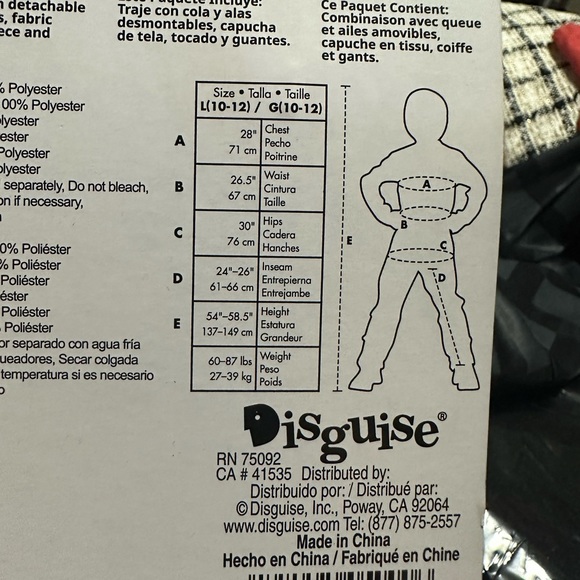 detachable
s, fabric
ece and
Este Paquete Incluye:
Traje con cola y alas
desmontables, capucha
de tela, tocado y guantes.
Ce Paquet Contient:
Combinaison avec queue
et ailes amovibles,
capuche en tissu, coiffe
et gants.
% Polyester
00% Polyester
lyester
ester
Polyester
olyester
separately, Do not bleach,
on if necessary,
0% Poliéster
% Poliéster
Poliéster
éster
Poliéster
Poliéster
or separado con agua fría
ueadores, Secar colgada
temperatura si es necesario
o
Size • Talla • Taille
L(10-12) / G(10-12)
A
28"
71 cm
Chest
Pecho
Poitrine
B
26.5"
67 cm
Waist
Cintura
Taille
C
30"
76 cm
Hips
Cadera
Hanches
D
24"–26"
61–66 cm
Inseam
Entrepierna
Entrejambe
E
54"–58.5"
137–149 cm
Height
Estatura
Grandeur
60–87 lbs
27–39 kg
Weight
Peso
Poids
A
B
C
D
E
Disguise®
RN 75092
CA # 41535 Distributed by:
Distribuido por: / Distribué par:
© Disguise, Inc., Poway, CA 92064
www.disguise.com Tel: (877) 875-2557
Made in China
Hecho en China / Fabriqué en Chine